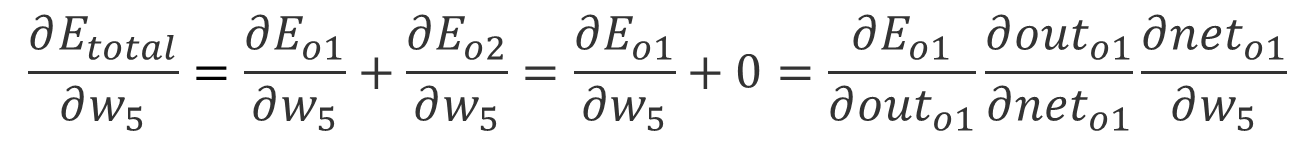 ∂E_total/∂w_5 = ∂E_o1/∂w_5 + ∂E_o2/∂w_5 = ∂E_o1/∂w_5 + 0 = ∂E_o1/∂out_o1 ∂out_o1/∂net_o1 ∂net_o1/∂w_5